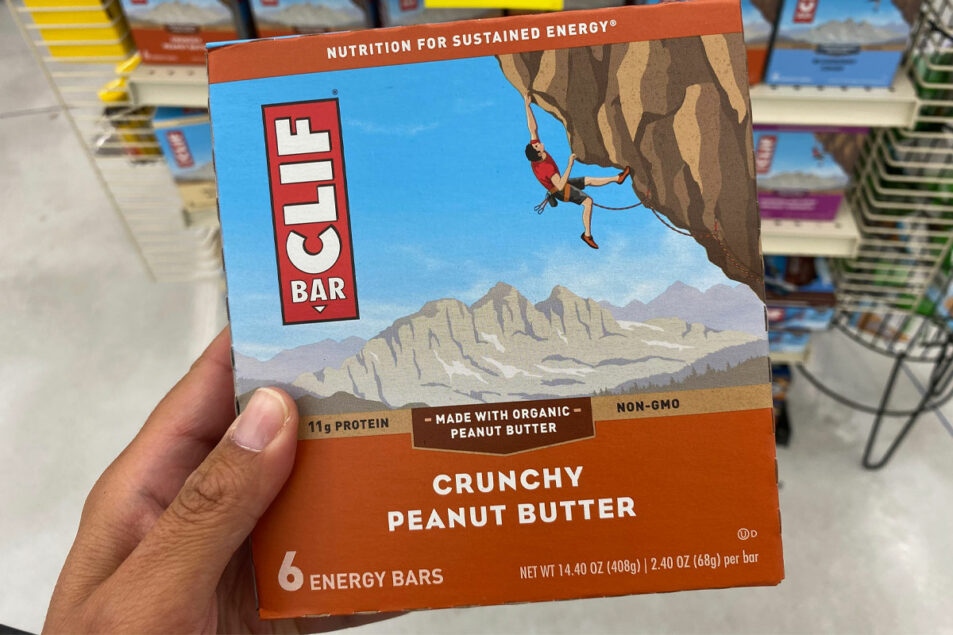 NUTRITION FOR SUSTAINED ENERGY®
CLIF®
BAR
11g PROTEIN
- MADE WITH ORGANIC -
PEANUT BUTTER
NON-GMO
CRUNCHY
PEANUT BUTTER
6 ENERGY BARS
NET WT 14.40 OZ (408g) | 2.40 OZ (68g) per bar
Ⓤ D
CLIF